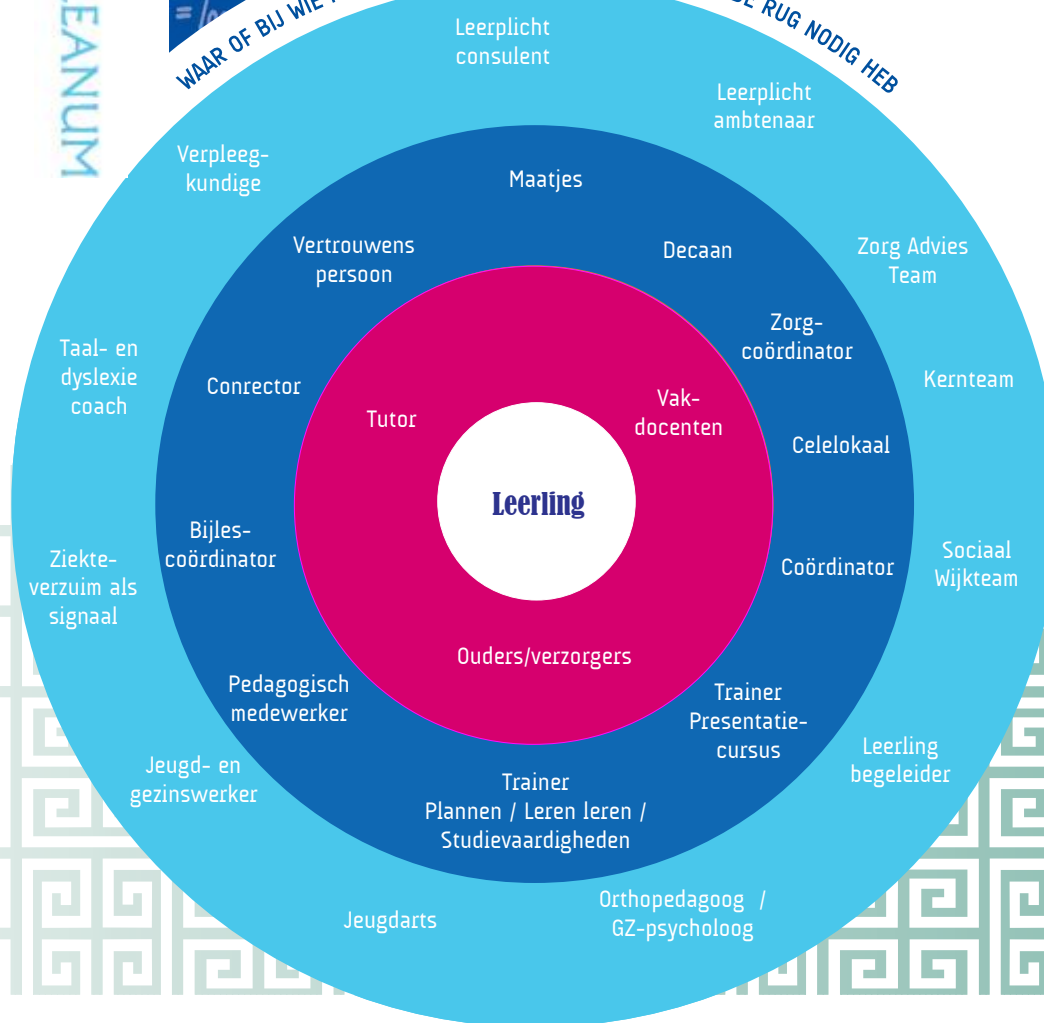 EANUM
WAAR OF BIJ WIE
RUG NODIG HEB
Leerplicht
consulent
Leerplicht
ambtenaar
Verpleeg-
kundige
Maatjes
Vertrouwens
persoon
Decaan
Zorg Advies
Team
Zorg-
coördinator
Taal- en
dyslexie
coach
Conrector
Kernteam
Tutor
Vak-
docenten
Celelokaal
Leerling
Bijles-
coördinator
Ziekte-
verzuim als
signaal
Coördinator
Sociaal
Wijkteam
Ouders/verzorgers
Pedagogisch
medewerker
Trainer
Presentatie-
cursus
Leerling
begeleider
Jeugd- en
gezinswerker
Trainer
Plannen / Leren leren /
Studievaardigheden
Jeugdarts
Orthopedagoog /
GZ-psycholoog